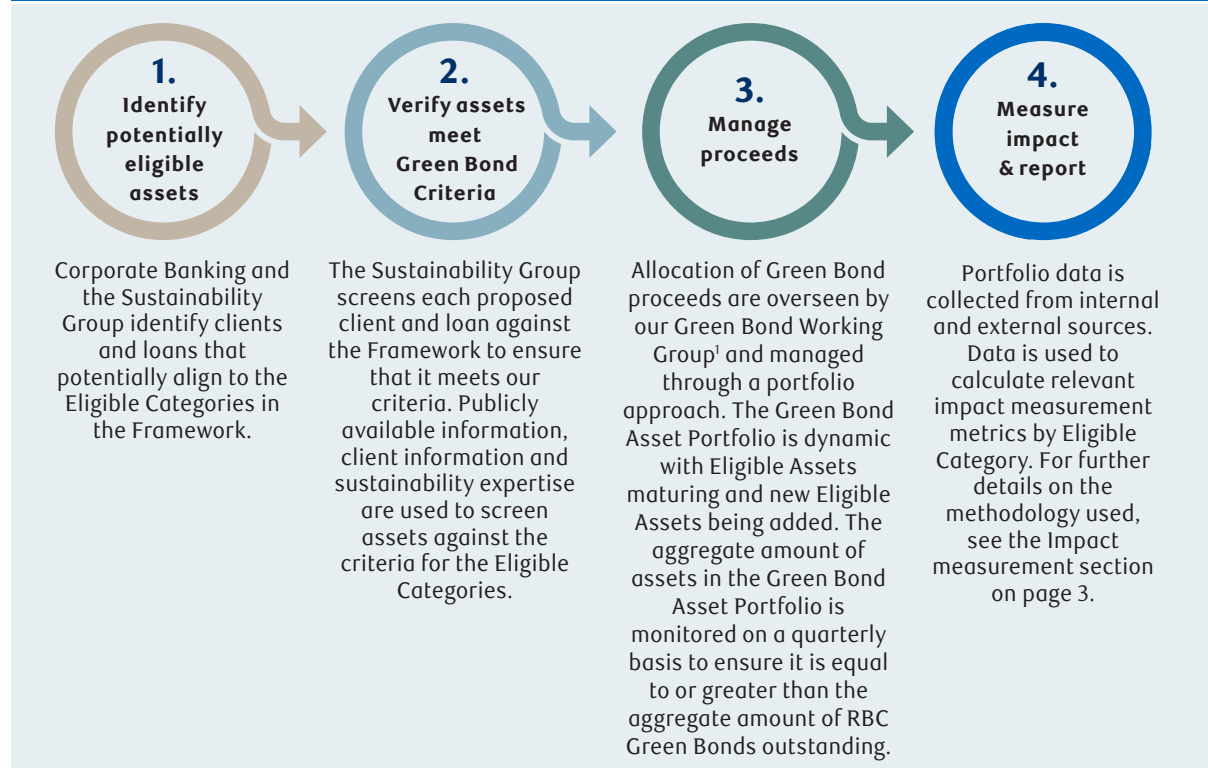 1.
Identify
potentially
eligible
assets
Corporate Banking and
the Sustainability
Group identify clients
and loans that
potentially align to the
Eligible Categories in
the Framework.
2.
Verify assets
meet
Green Bond
Criteria
The Sustainability Group
screens each proposed
client and loan against
the Framework to ensure
that it meets our
criteria. Publicly
available information,
client information and
sustainability expertise
are used to screen
assets against the
criteria for the Eligible
Categories.
3.
Manage
proceeds
Allocation of Green Bond
proceeds are overseen by
our Green Bond Working
Group¹ and managed
through a portfolio
approach. The Green Bond
Asset Portfolio is dynamic
with Eligible Assets
maturing and new Eligible
Assets being added. The
aggregate amount of
assets in the Green Bond
Asset Portfolio is
monitored on a quarterly
basis to ensure it is equal
to or greater than the
aggregate amount of RBC
Green Bonds outstanding.
4.
Measure
impact
& report
Portfolio data is
collected from internal
and external sources.
Data is used to
calculate relevant
impact measurement
metrics by Eligible
Category. For further
details on the
methodology used,
see the Impact
measurement section
on page 3.